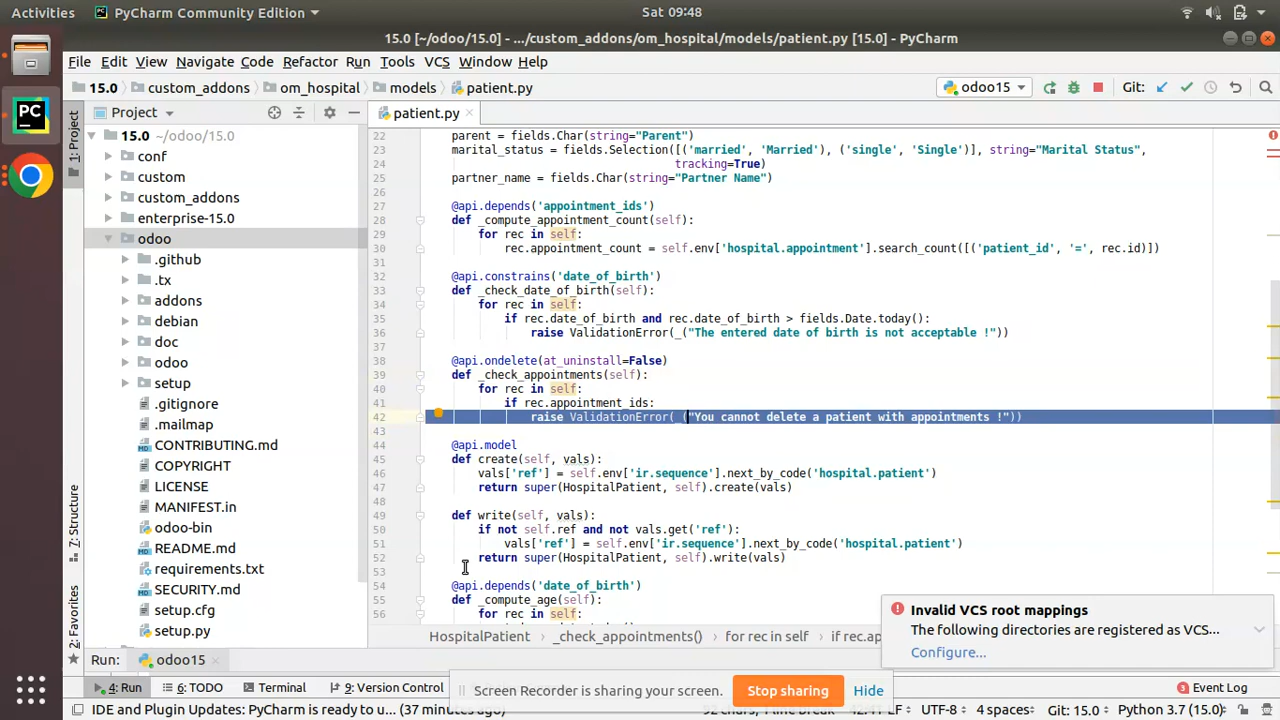 Activities
PyCharm Community Edition
Sat 09:48
15.0 [~/odoo/15.0] - .../custom_addons/om_hospital/models/patient.py [15.0] - PyCharm
File Edit View Navigate Code Refactor Run Tools VCS Window Help
15.0 custom_addons om_hospital models patient.py
odoo15
Git:
Project
patient.py
1: Project
7: Structure
2: Favorites
15.0 ~/odoo/15.0
conf
custom
custom_addons
enterprise-15.0
odoo
.github
.tx
addons
debian
doc
odoo
setup
.gitignore
.mailmap
CONTRIBUTING.md
COPYRIGHT
LICENSE
MANIFEST.in
odoo-bin
README.md
requirements.txt
SECURITY.md
setup.cfg
setup.py
22 parent = fields.Char(string="Parent")
23 marital_status = fields.Selection([('married', 'Married'), ('single', 'Single')], string="Marital Status",
24 tracking=True)
25 partner_name = fields.Char(string="Partner Name")
26
27 @api.depends('appointment_ids')
28 def _compute_appointment_count(self):
29 for rec in self:
30 rec.appointment_count = self.env['hospital.appointment'].search_count([('patient_id', '=', rec.id)])
31
32 @api.constrains('date_of_birth')
33 def _check_date_of_birth(self):
34 for rec in self:
35 if rec.date_of_birth and rec.date_of_birth > fields.Date.today():
36 raise ValidationError(_("The entered date of birth is not acceptable !"))
37
38 @api.ondelete(at_uninstall=False)
39 def _check_appointments(self):
40 for rec in self:
41 if rec.appointment_ids:
42 raise ValidationError(_("You cannot delete a patient with appointments !"))
43
44 @api.model
45 def create(self, vals):
46 vals['ref'] = self.env['ir.sequence'].next_by_code('hospital.patient')
47 return super(HospitalPatient, self).create(vals)
48
49 def write(self, vals):
50 if not self.ref and not vals.get('ref'):
51 vals['ref'] = self.env['ir.sequence'].next_by_code('hospital.patient')
52 return super(HospitalPatient, self).write(vals)
53
54 @api.depends('date_of_birth')
55 def _compute_age(self):
56 for rec in self:
HospitalPatient _check_appointments() for rec in self if rec.ap
Invalid VCS root mappings
The following directories are registered as VCS...
Configure...
Run: odoo15
4: Run 6: TODO Terminal 9: Version Control
3 Event Log
Screen Recorder is sharing your screen. Stop sharing Hide
IDE and Plugin Updates: PyCharm is ready to u... (37 minutes ago)
UTF-8 4 spaces Git: 15.0 Python 3.7 (15.0)